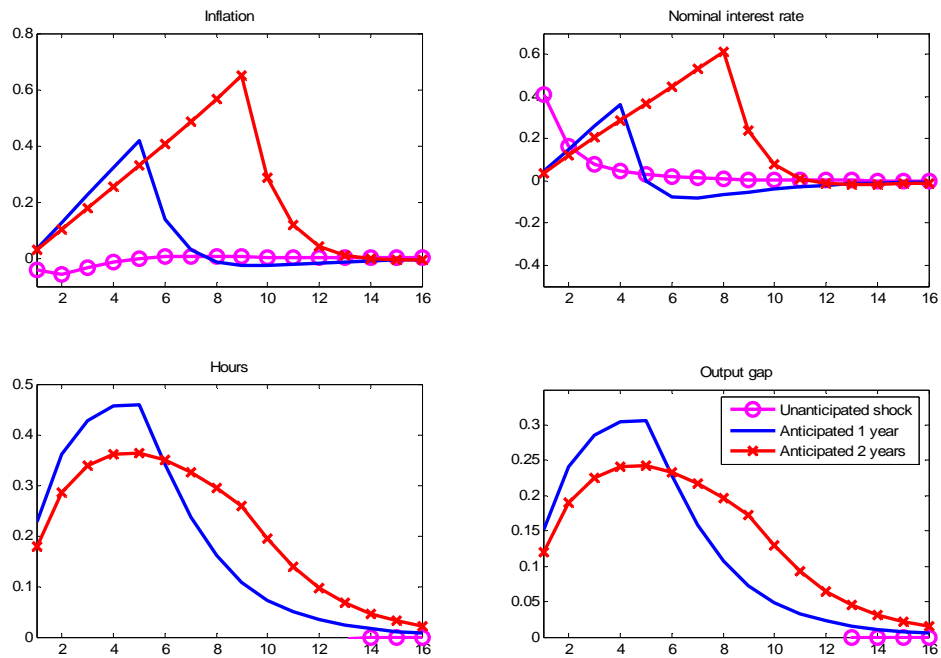 Inflation
0.8
0.6
0.4
0.2
0
2 4 6 8 10 12 14 16
Nominal interest rate
0.6
0.4
0.2
0
-0.2
-0.4
2 4 6 8 10 12 14 16
Hours
0.5
0.4
0.3
0.2
0.1
0
2 4 6 8 10 12 14 16
Output gap
0.3
0.25
0.2
0.15
0.1
0.05
0
2 4 6 8 10 12 14 16
Unanticipated shock
Anticipated 1 year
Anticipated 2 years